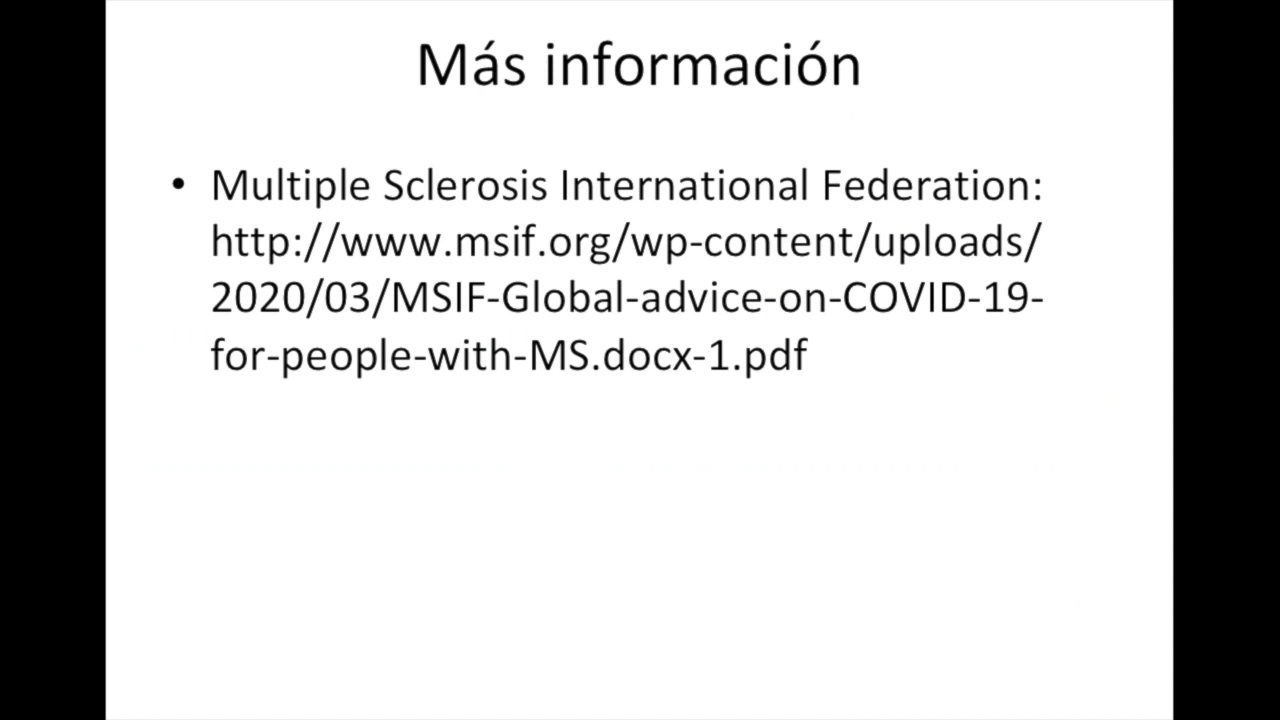 Más información
• Multiple Sclerosis International Federation:
http://www.msif.org/wp-content/uploads/
2020/03/MSIF-Global-advice-on-COVID-19-
for-people-with-MS.docx-1.pdf